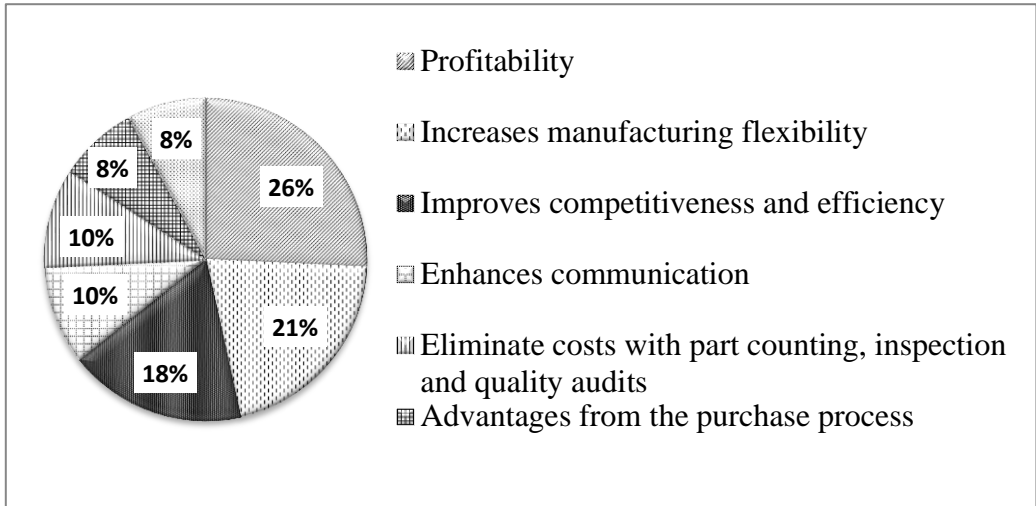 Profitability
8%
Increases manufacturing flexibility
8%
26%
Improves competitiveness and efficiency
10%
Enhances communication
10%
21%
Eliminate costs with part counting, inspection
and quality audits
18%
Advantages from the purchase process